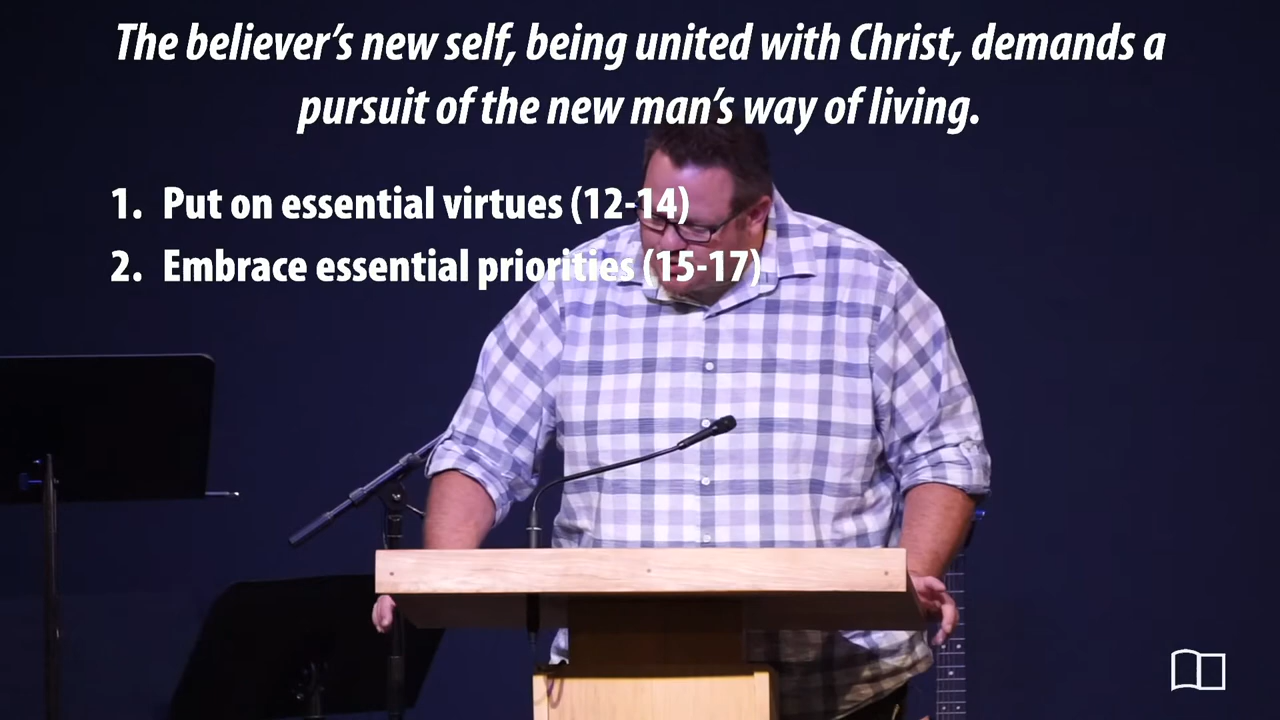 The believer’s new self, being united with Christ, demands a
pursuit of the new man’s way of living.
1. Put on essential virtues (12-14)
2. Embrace essential priorities (15-17)